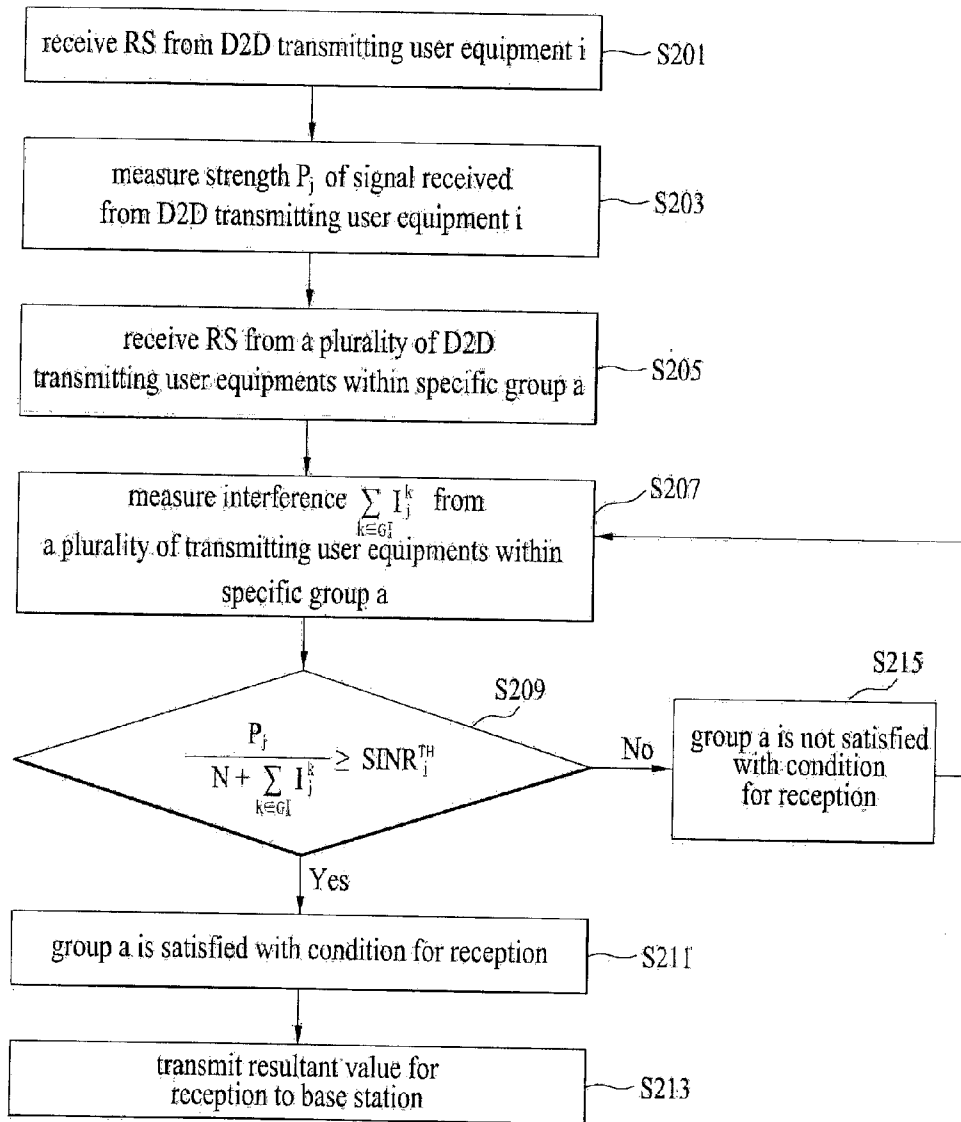 receive RS from D2D transmitting user equipment i
S201
measure strength Pj of signal received
from D2D transmitting user equipment i
S203
receive RS from a plurality of D2D
transmitting user equipments within specific group a
S205
measure interference ∑ I_j^k from
k∈G_I
a plurality of transmitting user equipments within
specific group a
S207
S209
P_j
N + ∑ I_j^k
k∈G_I
≥ SINR_j^TH
No
S215
group a is not satisfied
with condition
for reception
Yes
group a is satisfied with condition for reception
S211
transmit resultant value for
reception to base station
S213